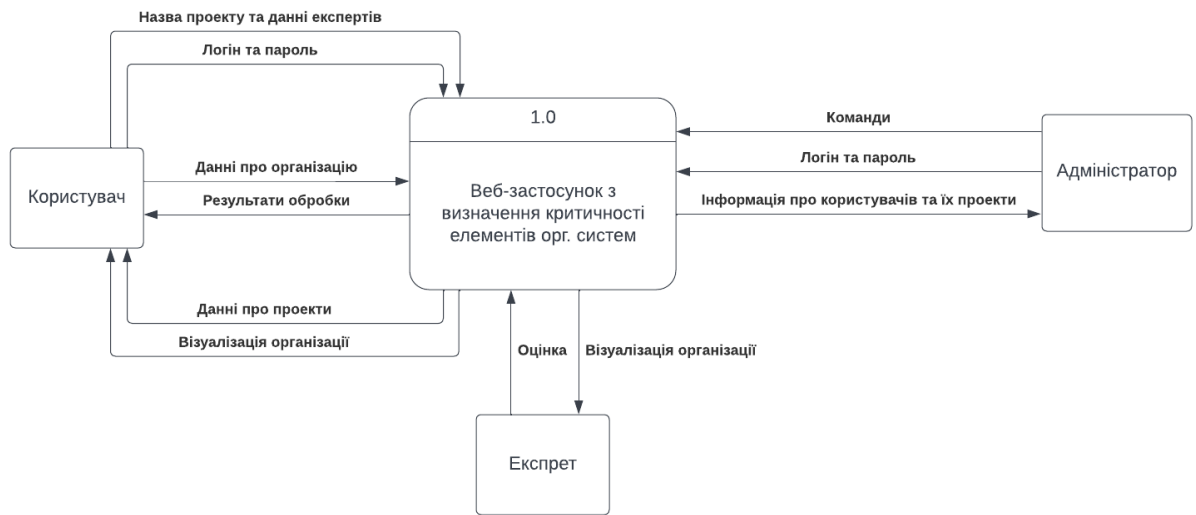 Назва проекту та данні експертів
Логін та пароль
1.0
Команди
Данні про організацію
Логін та пароль
Користувач
Веб-застосунок з
визначення критичності
елементів орг. систем
Адміністратор
Результати обробки
Інформація про користувачів та їх проекти
Данні про проекти
Візуалізація організації
Оцінка
Візуалізація організації
Експрет